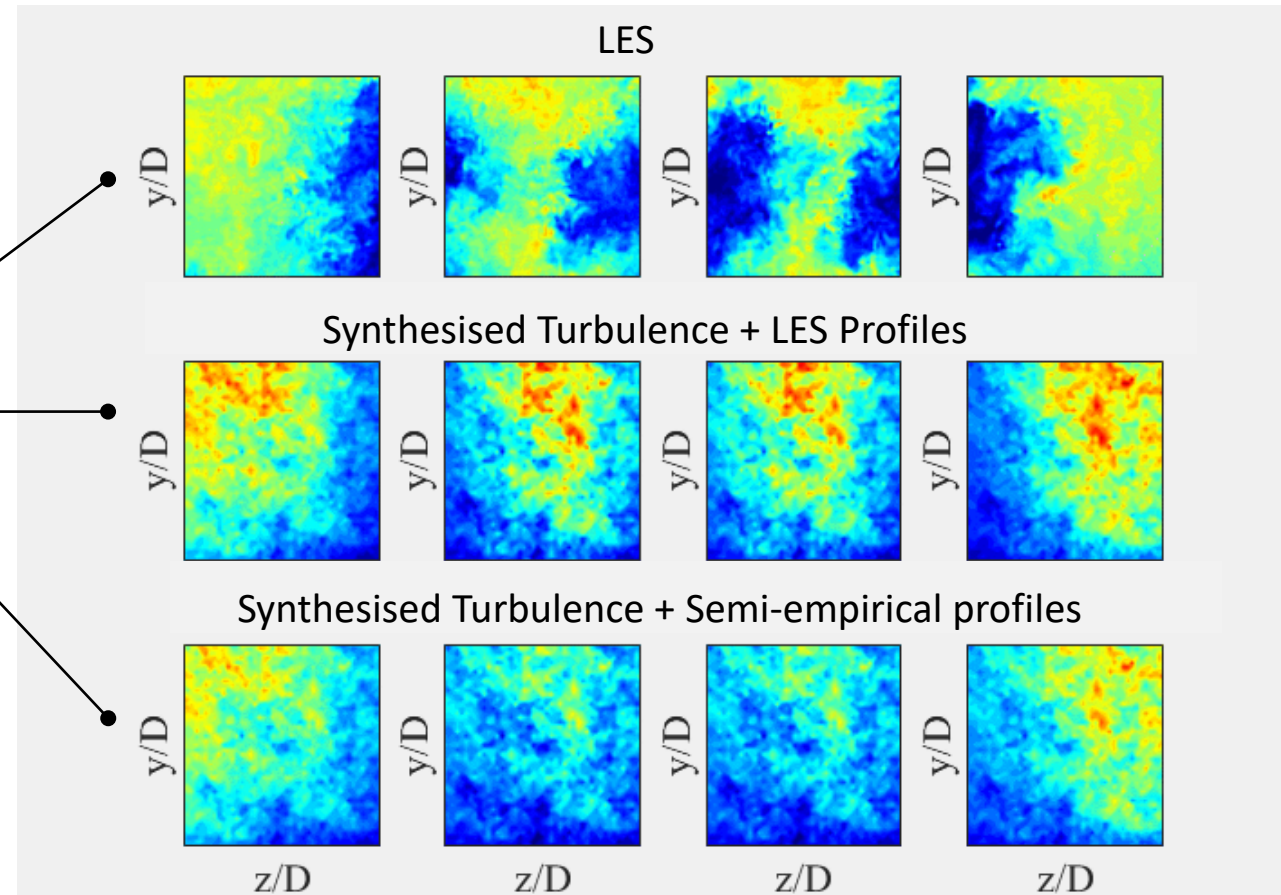 LES
y/D y/D y/D y/D
Synthesised Turbulence + LES Profiles
y/D y/D y/D y/D
Synthesised Turbulence + Semi-empirical profiles
y/D y/D y/D y/D
z/D z/D z/D z/D